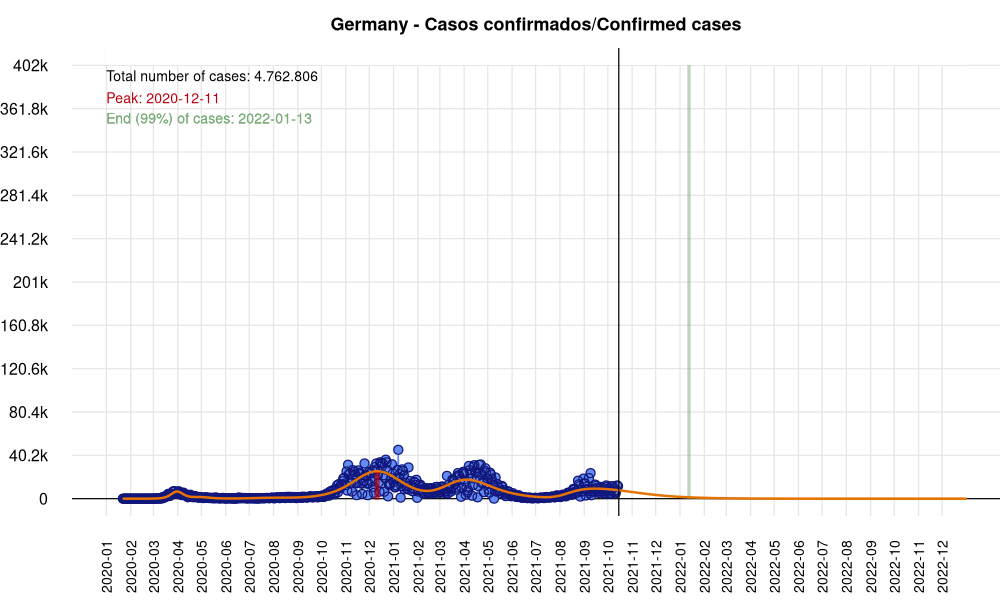 Germany - Casos confirmados/Confirmed cases
Total number of cases: 4.762.806
Peak: 2020-12-11
End (99%) of cases: 2022-01-13
402k
361.8k
321.6k
281.4k
241.2k
201k
160.8k
120.6k
80.4k
40.2k
0
2020-01
2020-02
2020-03
2020-04
2020-05
2020-06
2020-07
2020-08
2020-09
2020-10
2020-11
2020-12
2021-01
2021-02
2021-03
2021-04
2021-05
2021-06
2021-07
2021-08
2021-09
2021-10
2021-11
2021-12
2022-01
2022-02
2022-03
2022-04
2022-05
2022-06
2022-07
2022-08
2022-09
2022-10
2022-11
2022-12